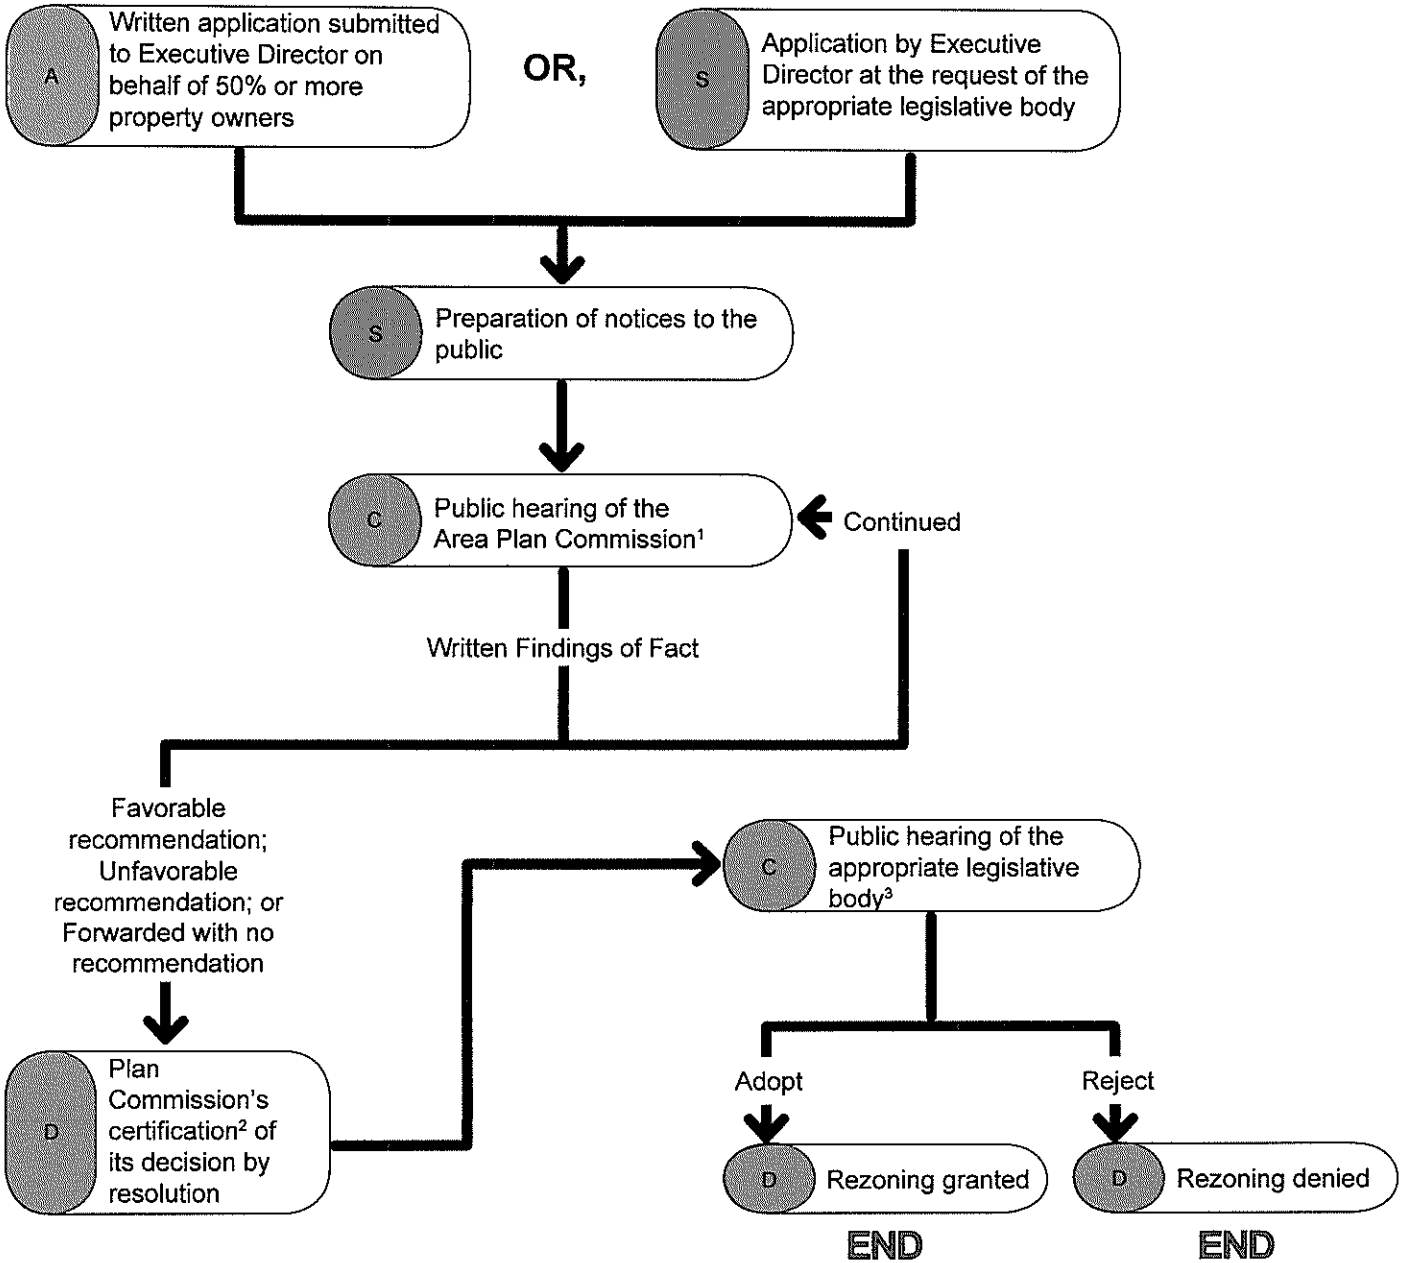 A
Written application submitted
to Executive Director on
behalf of 50% or more
property owners
OR,
S
Application by Executive
Director at the request of the
appropriate legislative body
S
Preparation of notices to the
public
C
Public hearing of the
Area Plan Commission¹
Continued
Written Findings of Fact
Favorable
recommendation;
Unfavorable
recommendation; or
Forwarded with no
recommendation
D
Plan
Commission's
certification² of
its decision by
resolution
C
Public hearing of the
appropriate legislative
body³
Adopt
Reject
D
Rezoning granted
D
Rezoning denied
END
END